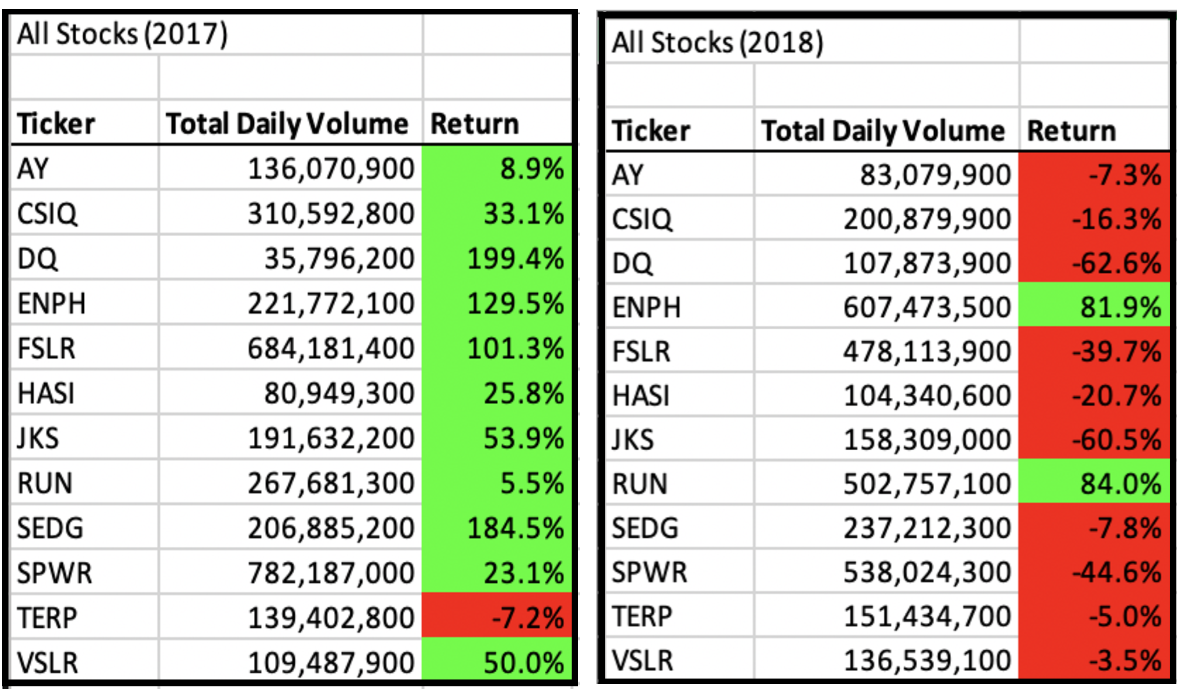 All Stocks (2017)
Ticker Total Daily Volume Return
AY 136,070,900 8.9%
CSIQ 310,592,800 33.1%
DQ 35,796,200 199.4%
ENPH 221,772,100 129.5%
FSLR 684,181,400 101.3%
HASI 80,949,300 25.8%
JKS 191,632,200 53.9%
RUN 267,681,300 5.5%
SEDG 206,885,200 184.5%
SPWR 782,187,000 23.1%
TERP 139,402,800 -7.2%
VSLR 109,487,900 50.0%
All Stocks (2018)
Ticker Total Daily Volume Return
AY 83,079,900 -7.3%
CSIQ 200,879,900 -16.3%
DQ 107,873,900 -62.6%
ENPH 607,473,500 81.9%
FSLR 478,113,900 -39.7%
HASI 104,340,600 -20.7%
JKS 158,309,000 -60.5%
RUN 502,757,100 84.0%
SEDG 237,212,300 -7.8%
SPWR 538,024,300 -44.6%
TERP 151,434,700 -5.0%
VSLR 136,539,100 -3.5%